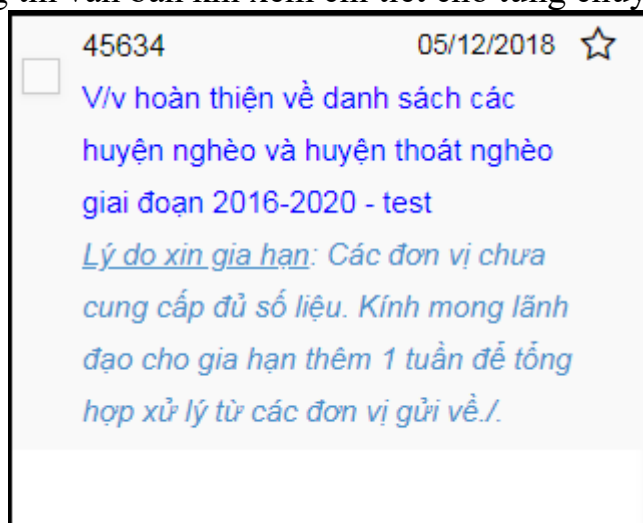 45634 05/12/2018
V/v hoàn thiện về danh sách các
huyện nghèo và huyện thoát nghèo
giai đoạn 2016-2020 - test
Lý do xin gia hạn: Các đơn vị chưa
cung cấp đủ số liệu. Kính mong lãnh
đạo cho gia hạn thêm 1 tuần để tổng
hợp xử lý từ các đơn vị gửi về./.